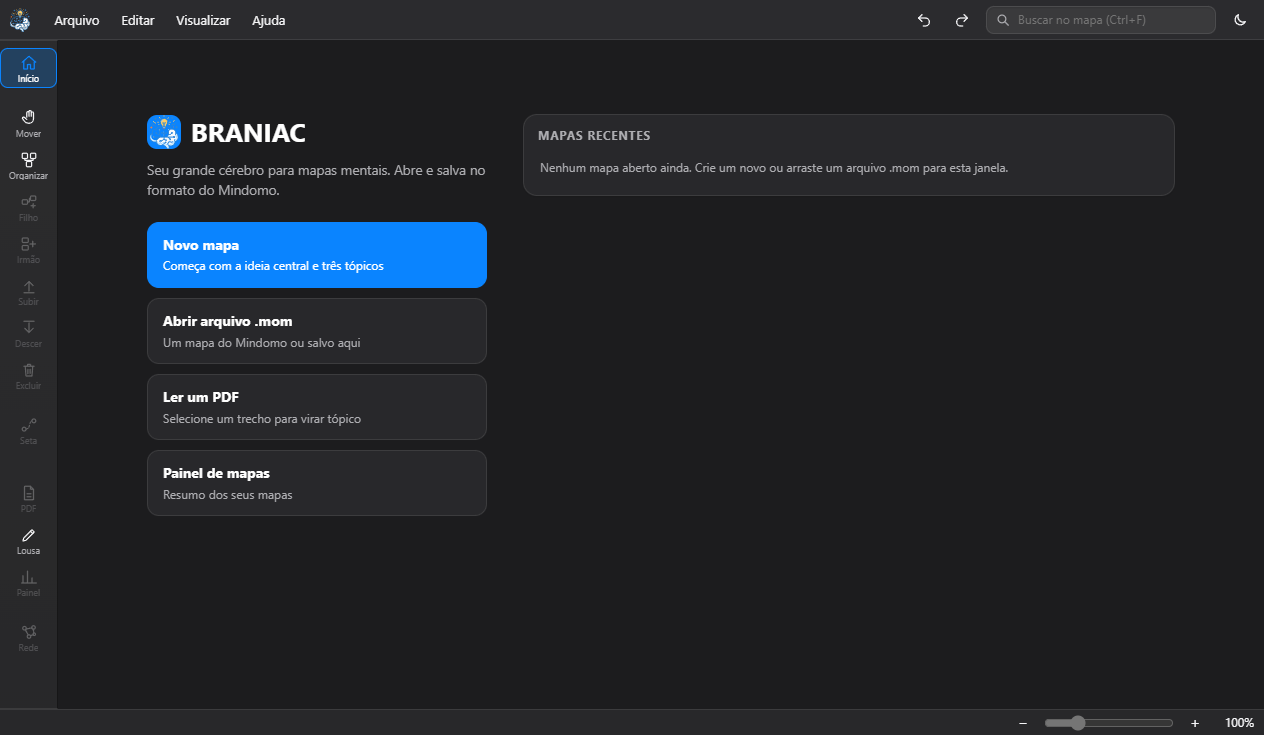 Arquivo Editar Visualizar Ajuda
Buscar no mapa (Ctrl+F)
Início
Mover
Organizar
Filho
Irmão
Subir
Descer
Excluir
Seta
PDF
Lousa
Painel
Rede
BRANIAC
Seu grande cérebro para mapas mentais. Abre e salva no
formato do Mindomo.
Novo mapa
Começa com a ideia central e três tópicos
Abrir arquivo .mom
Um mapa do Mindomo ou salvo aqui
Ler um PDF
Selecione um trecho para virar tópico
Painel de mapas
Resumo dos seus mapas
MAPAS RECENTES
Nenhum mapa aberto ainda. Crie um novo ou arraste um arquivo .mom para esta janela.
− + 100%